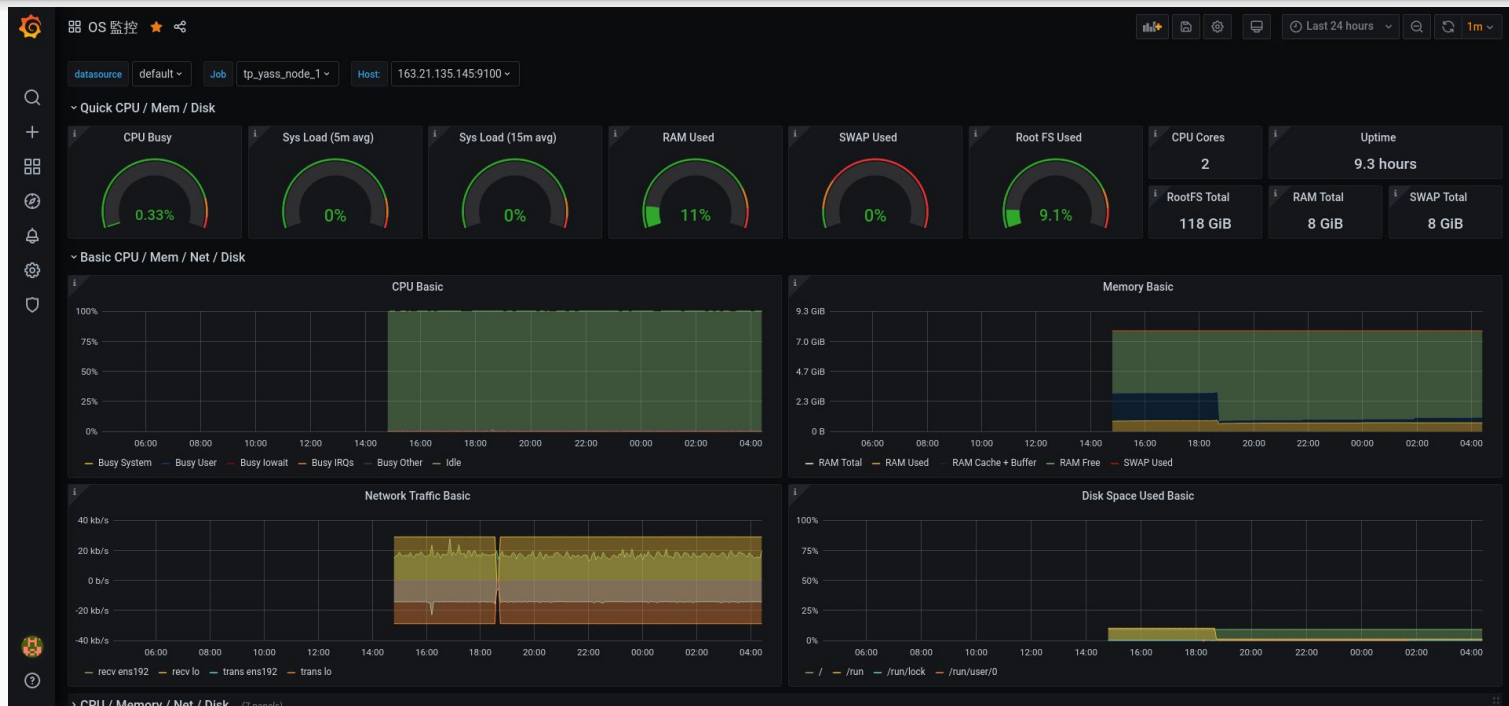 OS 監控
Last 24 hours
1m
datasource default Job tp_yass_node_1 Host: 163.21.135.145:9100
Quick CPU / Mem / Disk
CPU Busy
0.33%
Sys Load (5m avg)
0%
Sys Load (15m avg)
0%
RAM Used
11%
SWAP Used
0%
Root FS Used
9.1%
CPU Cores
2
Uptime
9.3 hours
RootFS Total
118 GiB
RAM Total
8 GiB
SWAP Total
8 GiB
Basic CPU / Mem / Net / Disk
CPU Basic
100%
75%
50%
25%
0%
06:00 08:00 10:00 12:00 14:00 16:00 18:00 20:00 22:00 00:00 02:00 04:00
Busy System Busy User Busy Iowait Busy IRQs Busy Other Idle
Memory Basic
9.3 GiB
7.0 GiB
4.7 GiB
2.3 GiB
0 B
06:00 08:00 10:00 12:00 14:00 16:00 18:00 20:00 22:00 00:00 02:00 04:00
RAM Total RAM Used RAM Cache + Buffer RAM Free SWAP Used
Network Traffic Basic
40 kb/s
20 kb/s
0 b/s
-20 kb/s
-40 kb/s
06:00 08:00 10:00 12:00 14:00 16:00 18:00 20:00 22:00 00:00 02:00 04:00
recv ens192 recv lo trans ens192 trans lo
Disk Space Used Basic
100%
75%
50%
25%
0%
06:00 08:00 10:00 12:00 14:00 16:00 18:00 20:00 22:00 00:00 02:00 04:00
/ /run /run/lock /run/user/0
CPU / Memory / Net / Disk (7 panels)